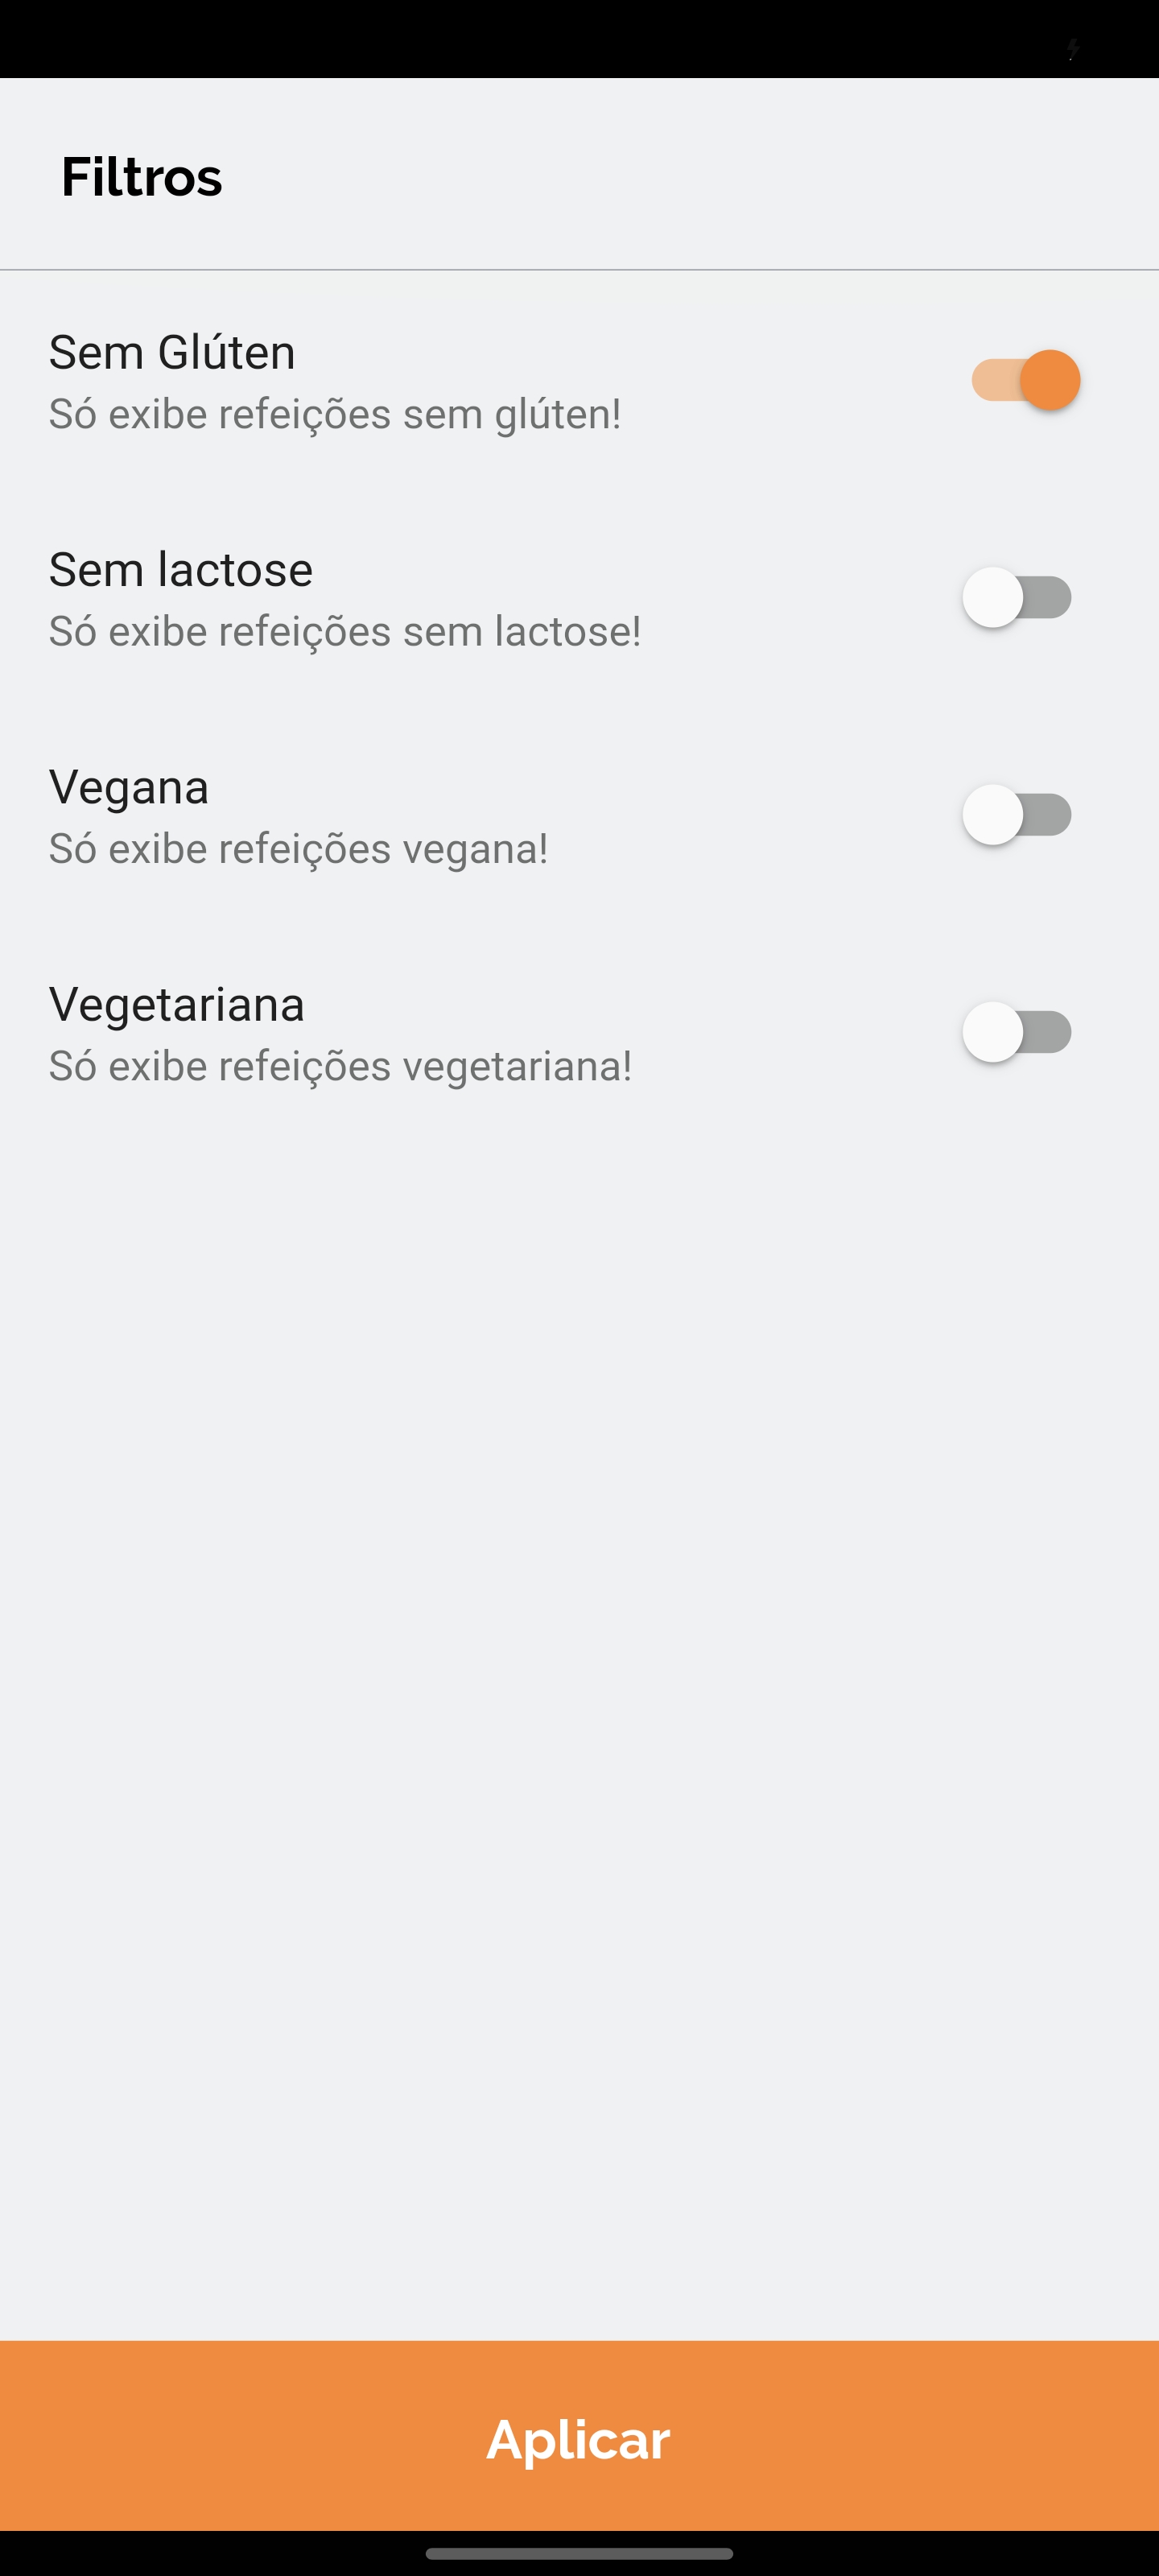 Filtros
Sem Glúten
Só exibe refeições sem glúten!
Sem lactose
Só exibe refeições sem lactose!
Vegana
Só exibe refeições vegana!
Vegetariana
Só exibe refeições vegetariana!
Aplicar